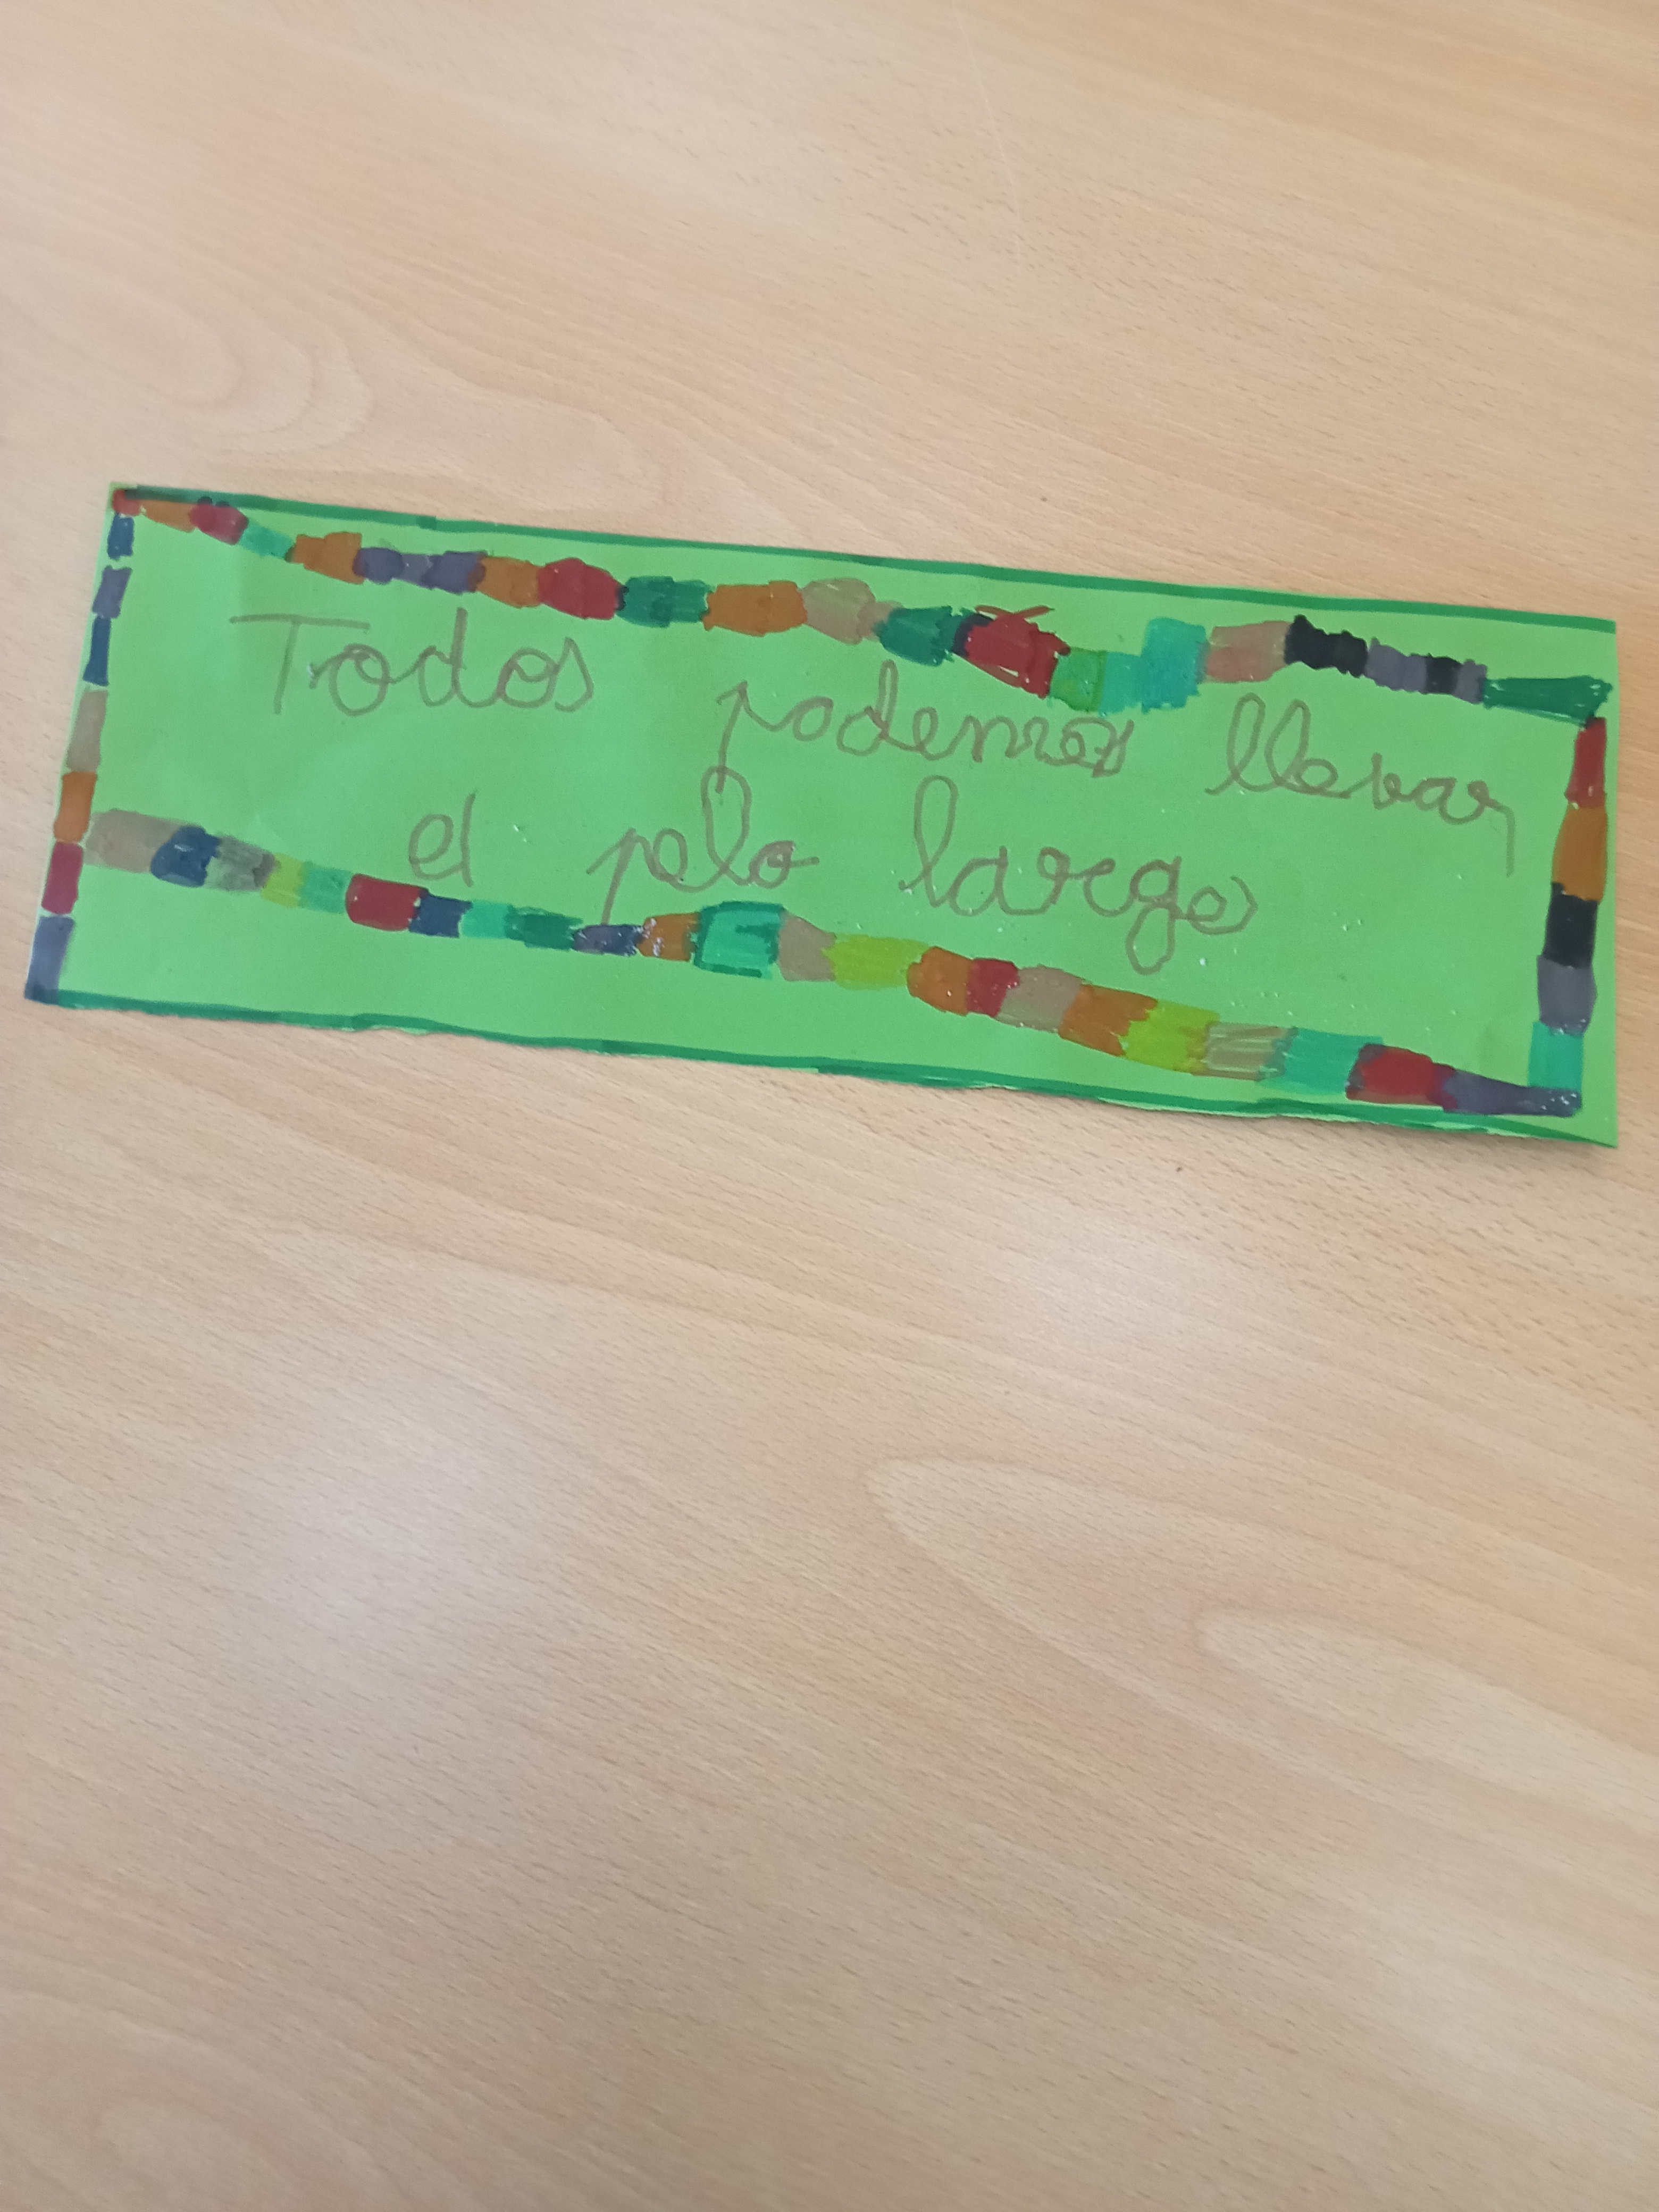 Todos podemos llevar
el pelo largo